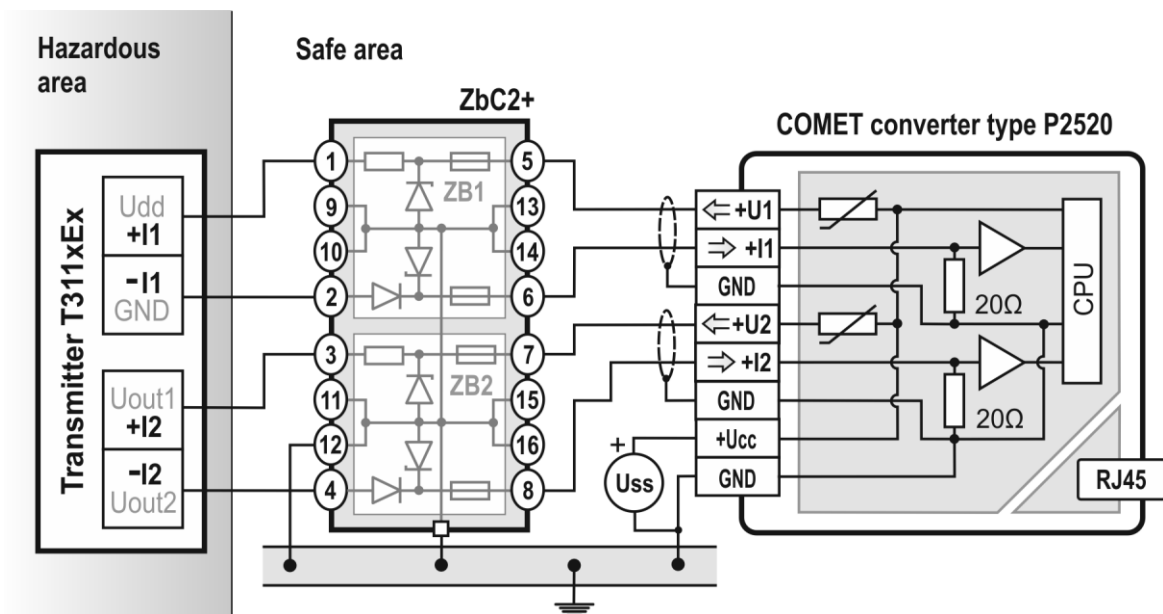 Hazardous
area
Safe area
ZbC2+
COMET converter type P2520
Transmitter T311xEx
Udd
+I1
-I1
GND
Uout1
+I2
-I2
Uout2
1
9
10
2
3
11
12
4
ZB1
ZB2
5
13
14
6
7
15
16
8
⇐ +U1
⇒ +I1
GND
⇐ +U2
⇒ +I2
GND
+Ucc
GND
+
Uss
20Ω
20Ω
CPU
RJ45